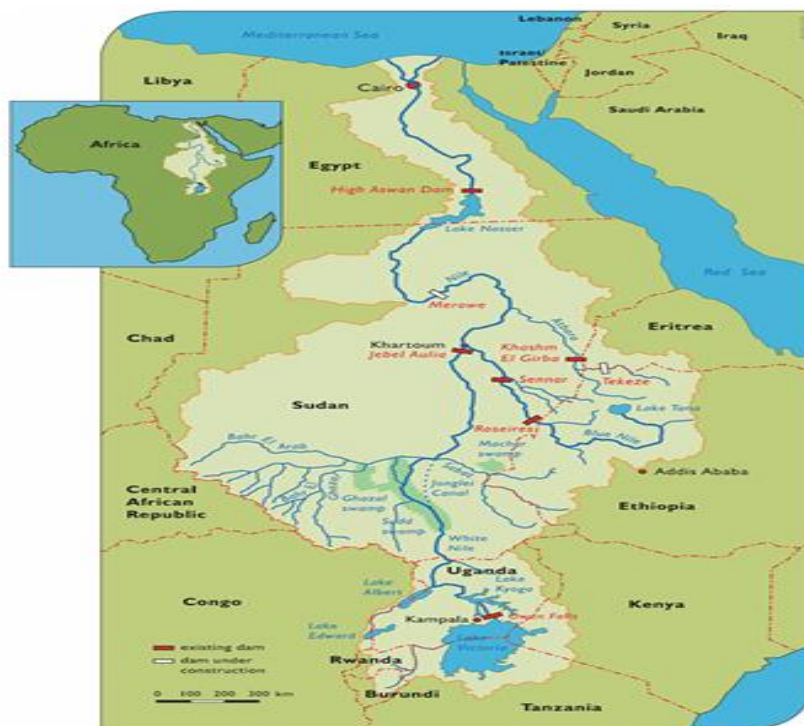 Mediterranean Sea
Lebanon
Syria
Iraq
Israel/
Palestine
Jordan
Cairo
Libya
Saudi Arabia
Africa
Egypt
High Aswan Dam
Lake Nasser
Red Sea
Nile
Merowe
Chad
Eritrea
Atbara
Khartoum
Jebel Aulia
Khashm
El Girba
Sennar
Tekeze
Sudan
Lake Tana
Roseires
Blue Nile
Machar
swamp
Bahr El Arab
Addis Ababa
Sobat
Jonglei
Canal
Bahr El
Ghazal
Ghazal
swamp
Central
African
Republic
Ethiopia
Sudd
swamp
White
Nile
Uganda
Lake
Kyoga
Lake
Albert
Congo
Kenya
Kampala
Owen Falls
Lake
Edward
Lake
Victoria
existing dam
dam under
construction
Rwanda
0 100 200 300 km
Burundi
Tanzania